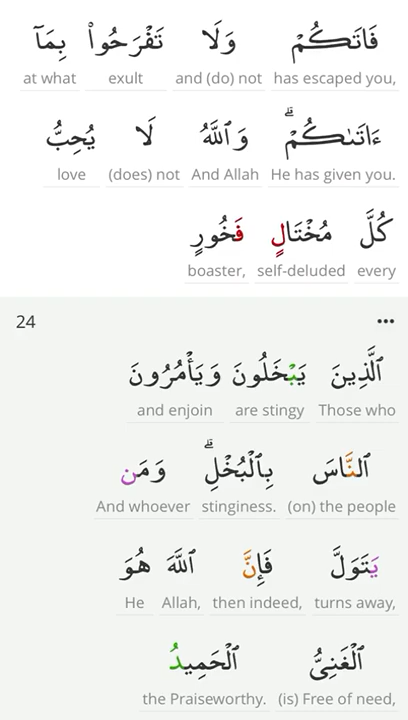 فَاتَكُمْ وَلَا تَفْرَحُوا۟ بِمَآ
at what exult and (do) not has escaped you,
ءَاتَىٰكُمْ ۗ وَٱللَّهُ لَا يُحِبُّ
love (does) not And Allah He has given you.
كُلَّ مُخْتَالٍ فَخُورٍ
boaster, self-deluded every
24 •••
ٱلَّذِينَ يَبْخَلُونَ وَيَأْمُرُونَ
and enjoin are stingy Those who
ٱلنَّاسَ بِٱلْبُخْلِ ۗ وَمَن
And whoever stinginess. (on) the people
يَتَوَلَّ فَإِنَّ ٱللَّهَ هُوَ
He Allah, then indeed, turns away,
ٱلْغَنِىُّ ٱلْحَمِيدُ
the Praiseworthy. (is) Free of need,